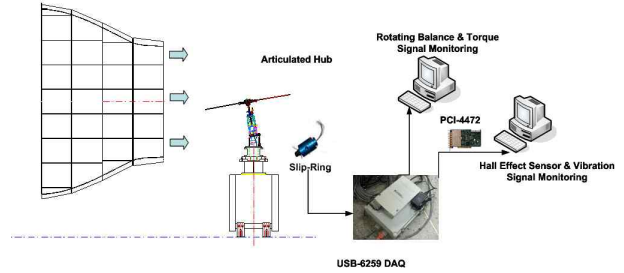 Rotating Balance & Torque
Signal Monitoring
Articulated Hub
PCI-4472
Slip-Ring
Hall Effect Sensor & Vibration
Signal Monitoring
USB-6259 DAQ